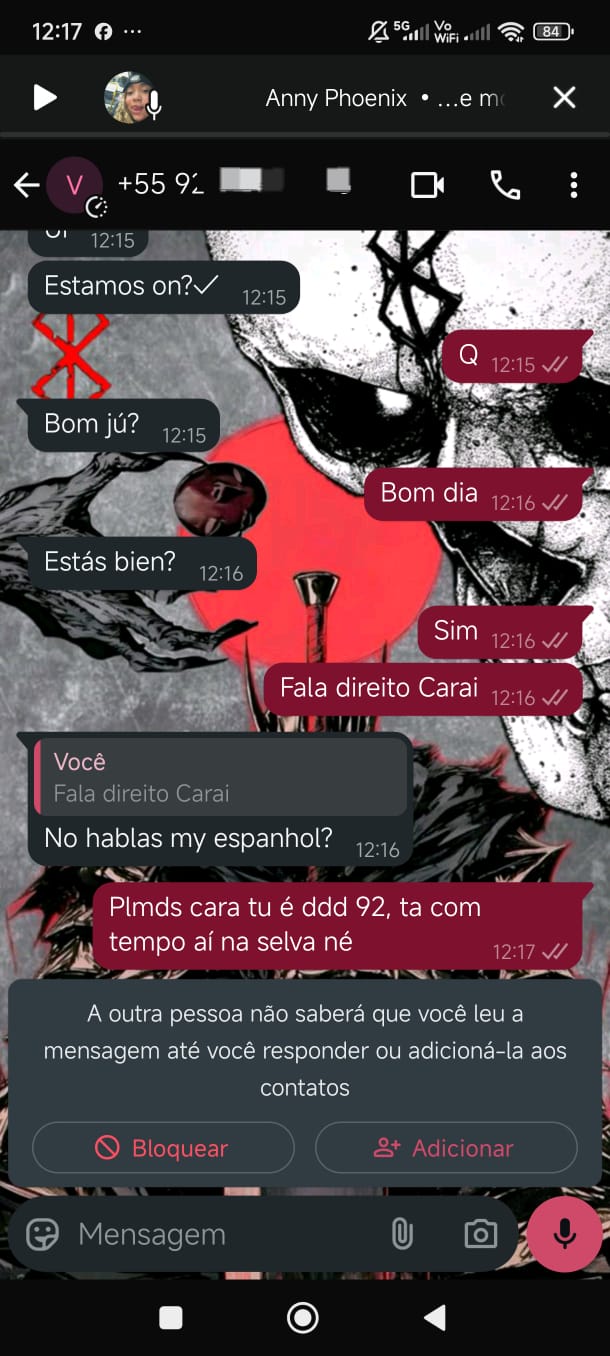 12:17
5G
Vo
WiFi
84
Anny Phoenix • ...e m
V
+55 92
12:15
Estamos on?✓ 12:15
Q 12:15
Bom jú? 12:15
Bom dia 12:16
Estás bien? 12:16
Sim 12:16
Fala direito Carai 12:16
Você
Fala direito Carai
No hablas my espanhol? 12:16
Plmds cara tu é ddd 92, ta com
tempo aí na selva né 12:17
A outra pessoa não saberá que você leu a
mensagem até você responder ou adicioná-la aos
contatos
Bloquear
Adicionar
Mensagem